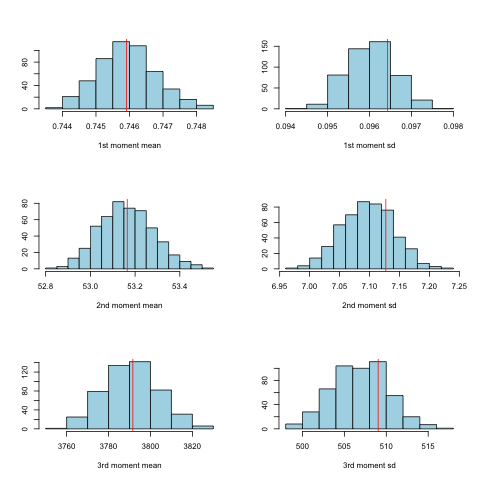 0 40 80
0.744 0.745 0.746 0.747 0.748
1st moment mean
0 50 100 150
0.094 0.095 0.096 0.097 0.098
1st moment sd
0 20 40 60 80
52.8 53.0 53.2 53.4
2nd moment mean
0 20 40 60 80
6.95 7.00 7.05 7.10 7.15 7.20 7.25
2nd moment sd
0 40 80 120
3760 3780 3800 3820
3rd moment mean
0 40 80
500 505 510 515
3rd moment sd